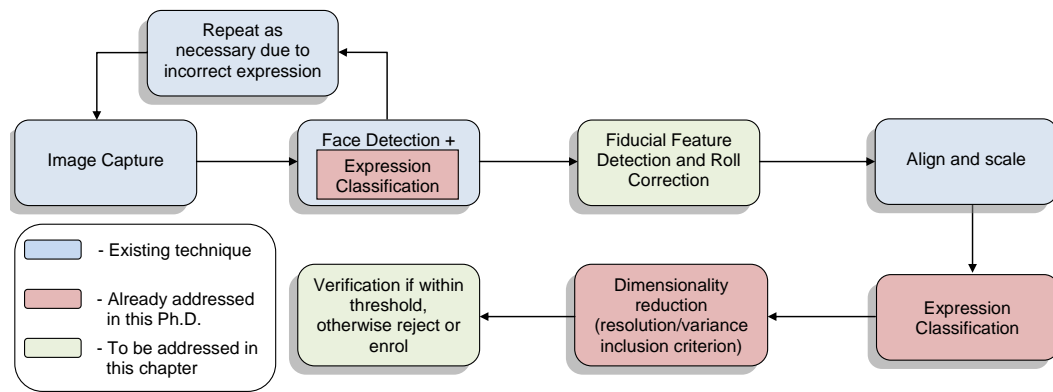 Repeat as
necessary due to
incorrect expression
Image Capture
Face Detection +
Expression
Classification
Fiducial Feature
Detection and Roll
Correction
Align and scale
- Existing technique
- Already addressed
in this Ph.D.
- To be addressed in
this chapter
Verification if within
threshold,
otherwise reject or
enrol
Dimensionality
reduction
(resolution/variance
inclusion criterion)
Expression
Classification